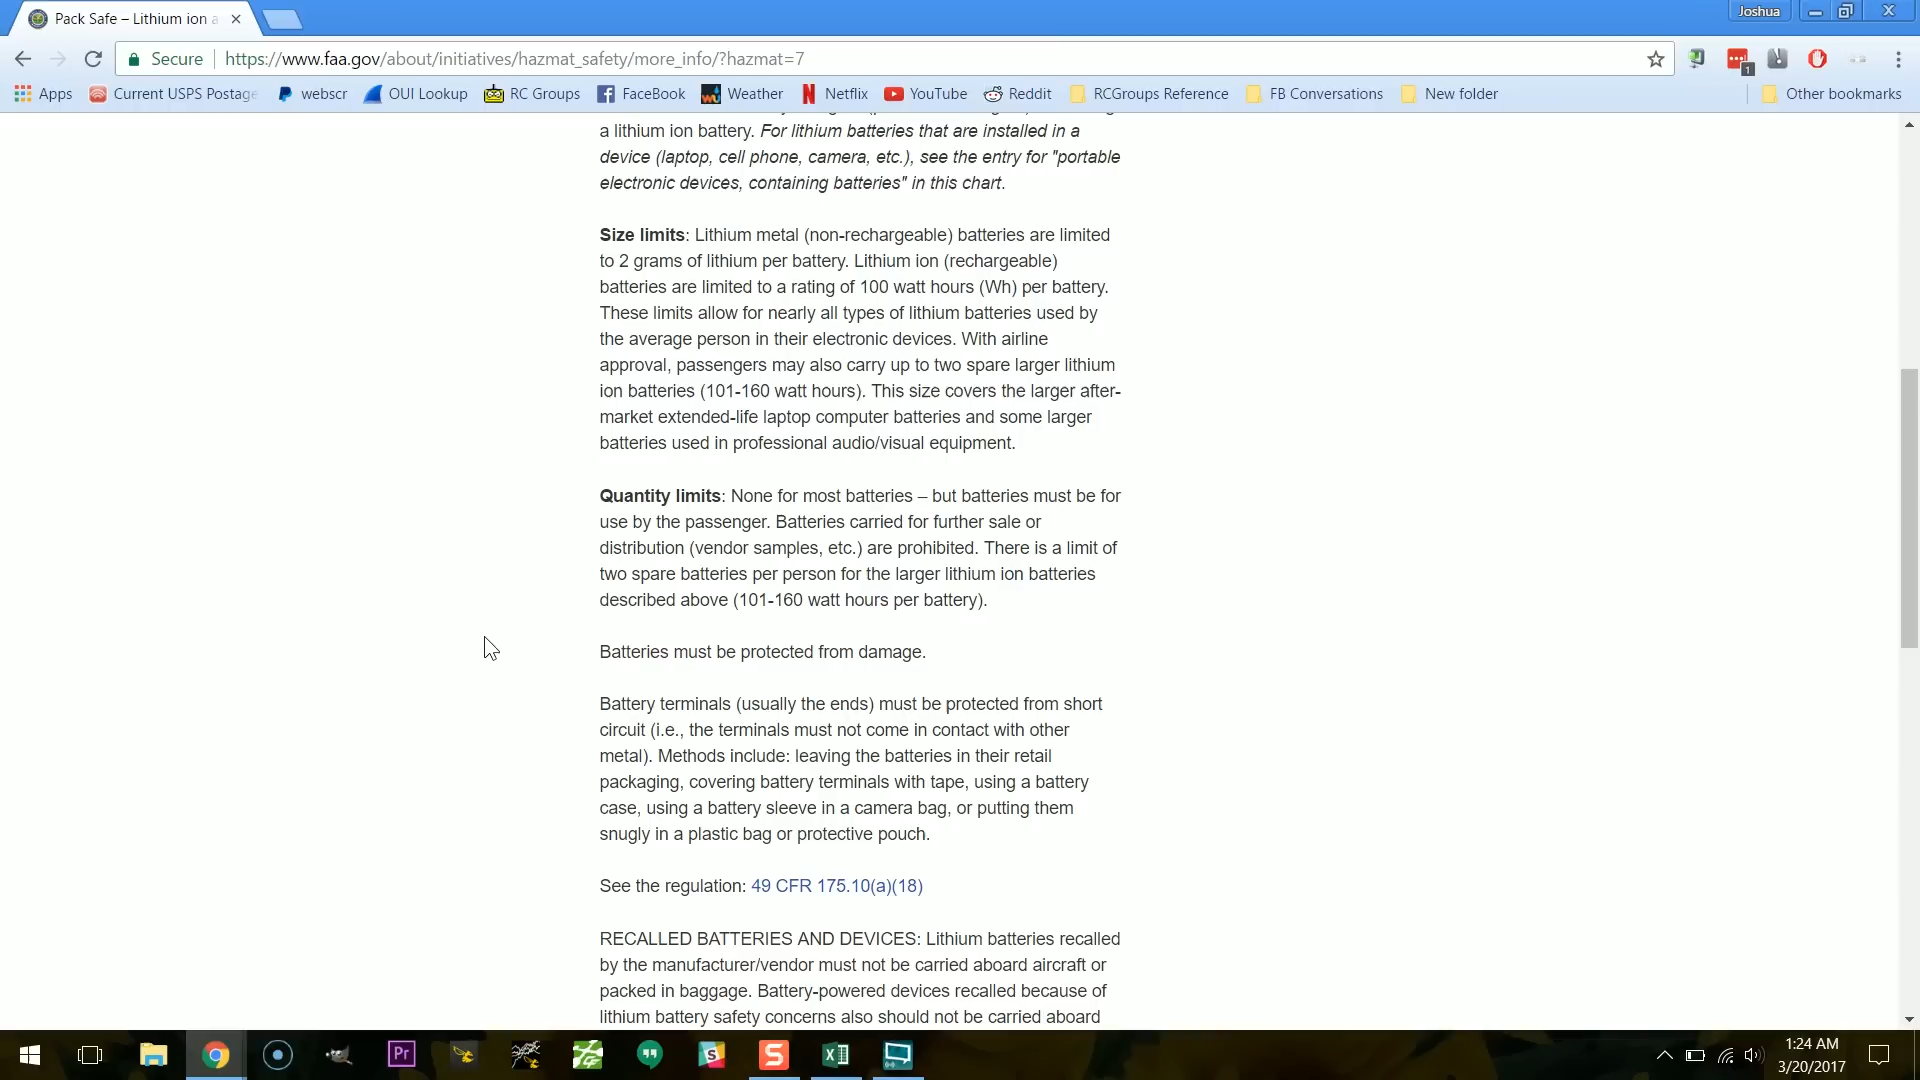 Pack Safe – Lithium ion a
Joshua
Secure
https://www.faa.gov/about/initiatives/hazmat_safety/more_info/?hazmat=7
1
Apps
Current USPS Postage
webscr
OUI Lookup
RC Groups
FaceBook
Weather
Netflix
YouTube
Reddit
RCGroups Reference
FB Conversations
New folder
Other bookmarks
a lithium ion battery. For lithium batteries that are installed in a
device (laptop, cell phone, camera, etc.), see the entry for "portable
electronic devices, containing batteries" in this chart.
Size limits: Lithium metal (non-rechargeable) batteries are limited
to 2 grams of lithium per battery. Lithium ion (rechargeable)
batteries are limited to a rating of 100 watt hours (Wh) per battery.
These limits allow for nearly all types of lithium batteries used by
the average person in their electronic devices. With airline
approval, passengers may also carry up to two spare larger lithium
ion batteries (101-160 watt hours). This size covers the larger after-
market extended-life laptop computer batteries and some larger
batteries used in professional audio/visual equipment.
Quantity limits: None for most batteries – but batteries must be for
use by the passenger. Batteries carried for further sale or
distribution (vendor samples, etc.) are prohibited. There is a limit of
two spare batteries per person for the larger lithium ion batteries
described above (101-160 watt hours per battery).
Batteries must be protected from damage.
Battery terminals (usually the ends) must be protected from short
circuit (i.e., the terminals must not come in contact with other
metal). Methods include: leaving the batteries in their retail
packaging, covering battery terminals with tape, using a battery
case, using a battery sleeve in a camera bag, or putting them
snugly in a plastic bag or protective pouch.
See the regulation: 49 CFR 175.10(a)(18)
RECALLED BATTERIES AND DEVICES: Lithium batteries recalled
by the manufacturer/vendor must not be carried aboard aircraft or
packed in baggage. Battery-powered devices recalled because of
lithium battery safety concerns also should not be carried aboard
Pr
S
S
1:24 AM
3/20/2017